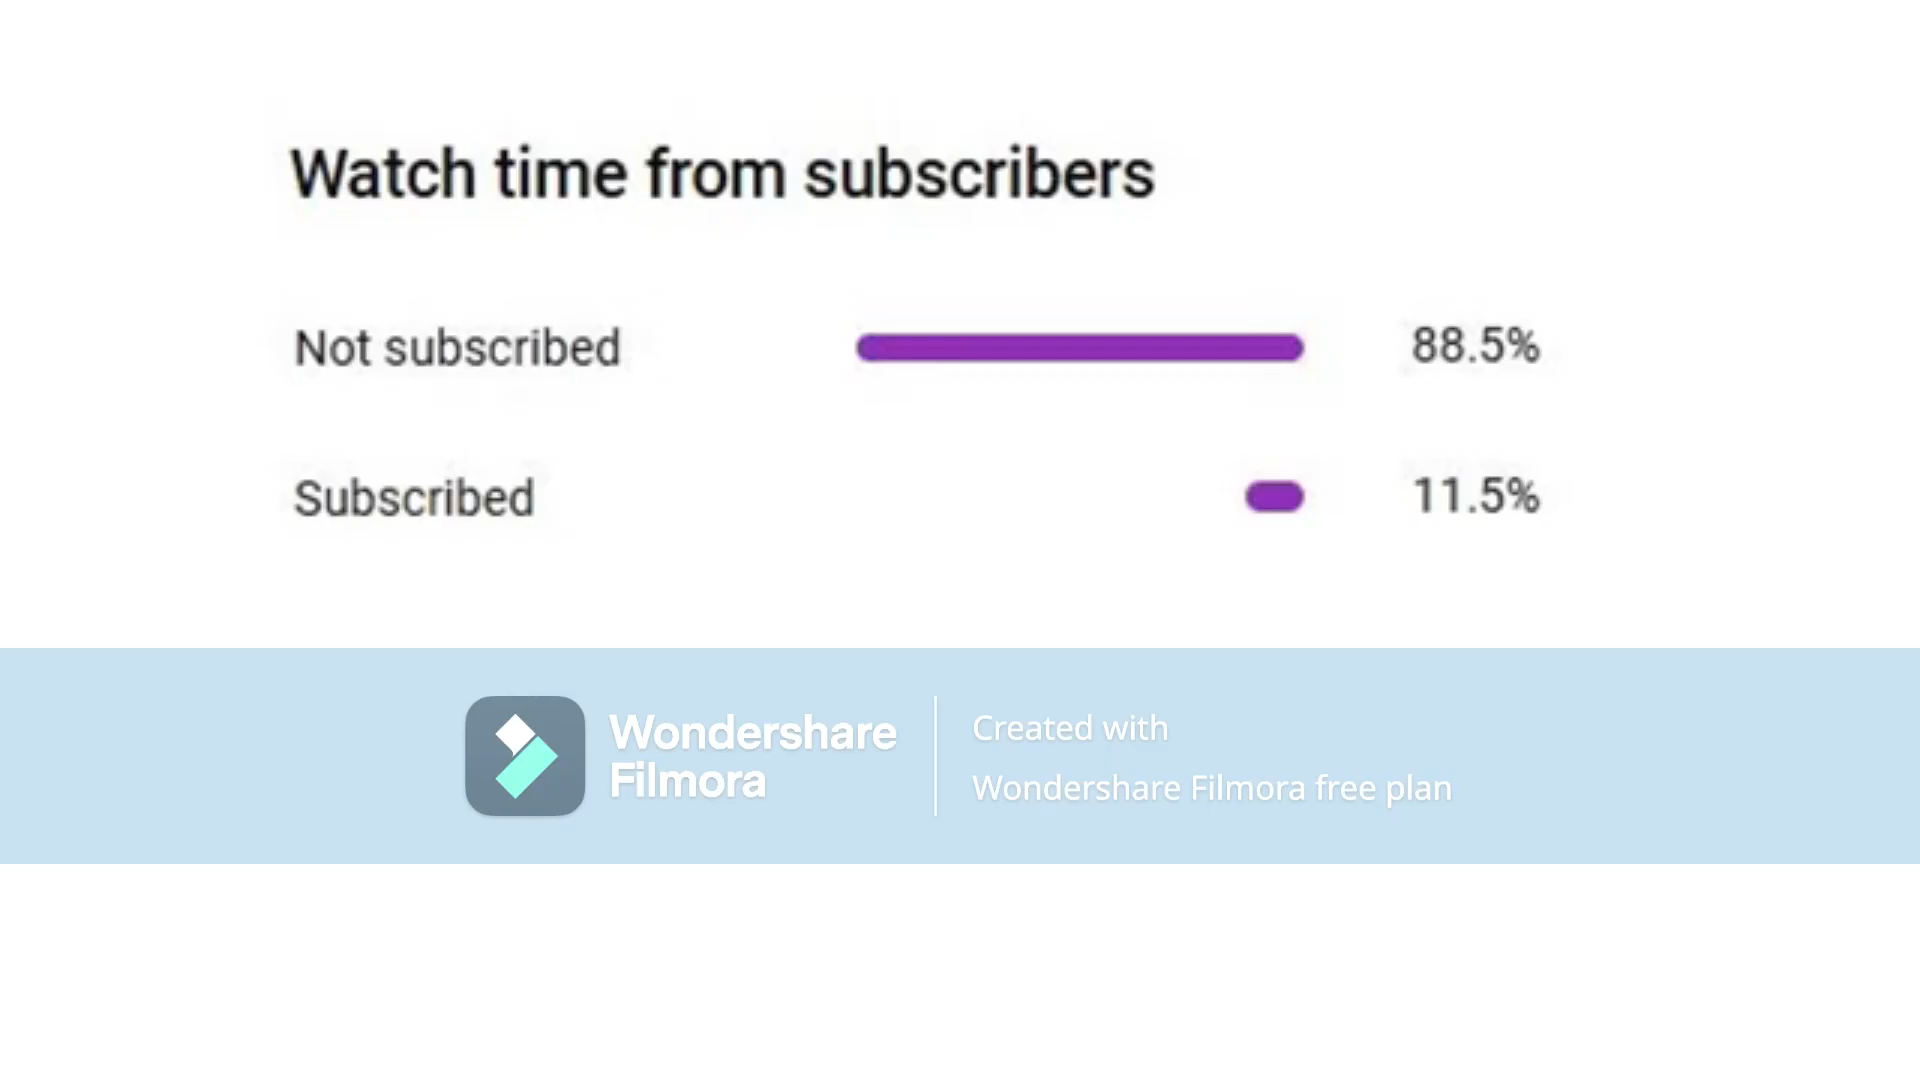 Watch time from subscribers
Not subscribed 88.5%
Subscribed 11.5%
Wondershare
Filmora
Created with
Wondershare Filmora free plan